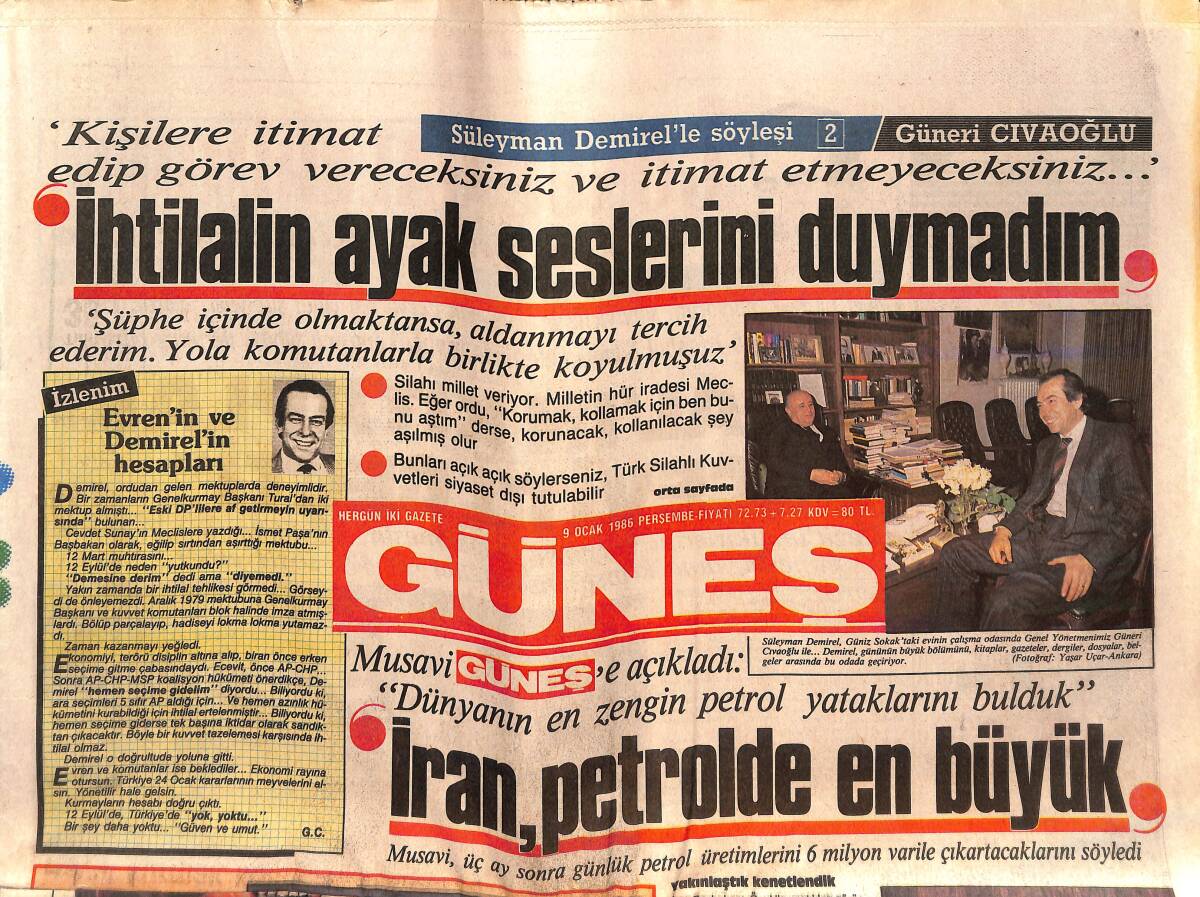 'Kişilere itimat
Süleyman Demirel'le söyleşi 2
Güneri CIVAOĞLU
edip görev vereceksiniz ve itimat etmeyeceksiniz...'
İhtilalin ayak seslerini duymadım
'Şüphe içinde olmaktansa, aldanmayı tercih
ederim. Yola komutanlarla birlikte koyulmuşuz'
İzlenim
Evren'in ve
Demirel'in
hesapları
Demirel, ordudan gelen mektuplarda deneyimlidir.
Bir zamanların Genelkurmay Başkanı Tural'dan iki
mektup almıştı... "Eski DP'lilere af getirmeyin uyarı-
sında" bulunan...
Cevdet Sunay'ın Meclislere yazdığı... İsmet Paşa'nın
Başbakan olarak, eğilip sırtından aşırttığı mektubu...
12 Mart muhtırasını...
12 Eylül'de neden "yutkundu?"
"Demesine derim" dedi ama "diyemedi."
Yakın zamanda bir ihtilal tehlikesi görmedi... Görsey-
di de önleyemezdi. Aralık 1979 mektubuna Genelkurmay
Başkanı ve kuvvet komutanları blok halinde imza atmış-
lardı. Bölüp parçalayıp, hadiseyi lokma lokma yutamaz-
dı.
Zaman kazanmayı yeğledi.
Ekonomiyi, terörü disiplin altına alıp, biran önce erken
seçime gitme çabasındaydı. Ecevit, önce AP-CHP...
Sonra AP-CHP-MSP koalisyon hükümeti önerdikçe, De-
mirel "hemen seçime gidelim" diyordu... Biliyordu ki,
ara seçimleri 5 sıfır AP aldığı için... Ve hemen azınlık hü-
kümetini kurabildiği için ihtilal ertelenmiştir... Biliyordu ki,
hemen seçime giderse tek başına iktidar olarak sandık-
tan çıkacaktır. Böyle bir kuvvet tazelemesi karşısında ih-
tilal olmaz.
Demirel o doğrultuda yoluna gitti.
Evren ve komutanlar ise beklediler... Ekonomi rayına
otursun. Türkiye 24 Ocak kararlarının meyvelerini al-
sın. Yönetilir hale gelsin.
Kurmayların hesabı doğru çıktı.
12 Eylül'de, Türkiye'de "yok, yoktu..."
Bir şey daha yoktu... "Güven ve umut."
G.C.
Silahı millet veriyor. Milletin hür iradesi Mec-
lis. Eğer ordu, "Korumak, kollamak için ben bu-
nu aştım" derse, korunacak, kollanılacak şey
aşılmış olur
Bunları açık açık söylerseniz, Türk Silahlı Kuv-
vetleri siyaset dışı tutulabilir
orta sayfada
HERGÜN İKİ GAZETE
9 OCAK 1986 PERŞEMBE-FİYATI 72.73 + 7.27 KDV = 80 TL.
GÜNEŞ
Süleyman Demirel, Güniz Sokak'taki evinin çalışma odasında Genel Yönetmenimiz Güneri
Cıvaoğlu ile... Demirel, gününün büyük bölümünü, kitaplar, gazeteler, dergiler, dosyalar, bel-
geler arasında bu odada geçiriyor.
(Fotoğraf: Yaşar Uçar-Ankara)
Musavi GÜNEŞ'e açıkladı:
"Dünyanın en zengin petrol yataklarını bulduk"
İran, petrolde en büyük
Musavi, üç ay sonra günlük petrol üretimlerini 6 milyon varile çıkartacaklarını söyledi
yakınlaştık kenetlendik